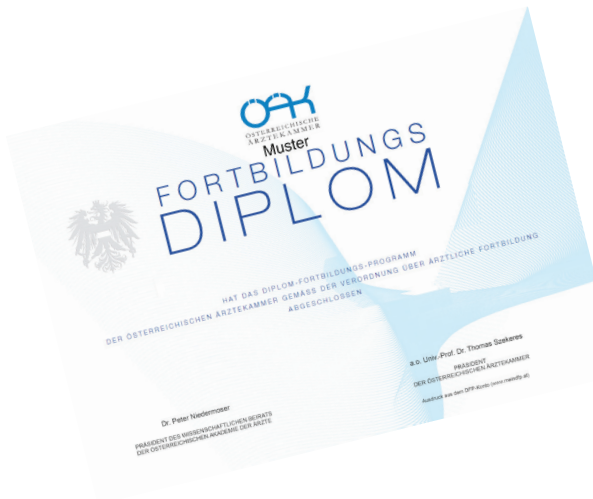 ÖÄK
ÖSTERREICHISCHE
ÄRZTEKAMMER
Muster
FORTBILDUNGS
DIPLOM
HAT DAS DIPLOM-FORTBILDUNGS-PROGRAMM
DER ÖSTERREICHISCHEN ÄRZTEKAMMER GEMÄSS DER VERORDNUNG ÜBER ÄRZTLICHE FORTBILDUNG
ABGESCHLOSSEN
Dr. Peter Niedermoser
PRÄSIDENT DES WISSENSCHAFTLICHEN BEIRATS
DER ÖSTERREICHISCHEN AKADEMIE DER ÄRZTE
a.o. Univ.-Prof. Dr. Thomas Szekeres
PRÄSIDENT
DER ÖSTERREICHISCHEN ÄRZTEKAMMER
Ausdruck aus dem DFP-Konto (www.meindfp.at)